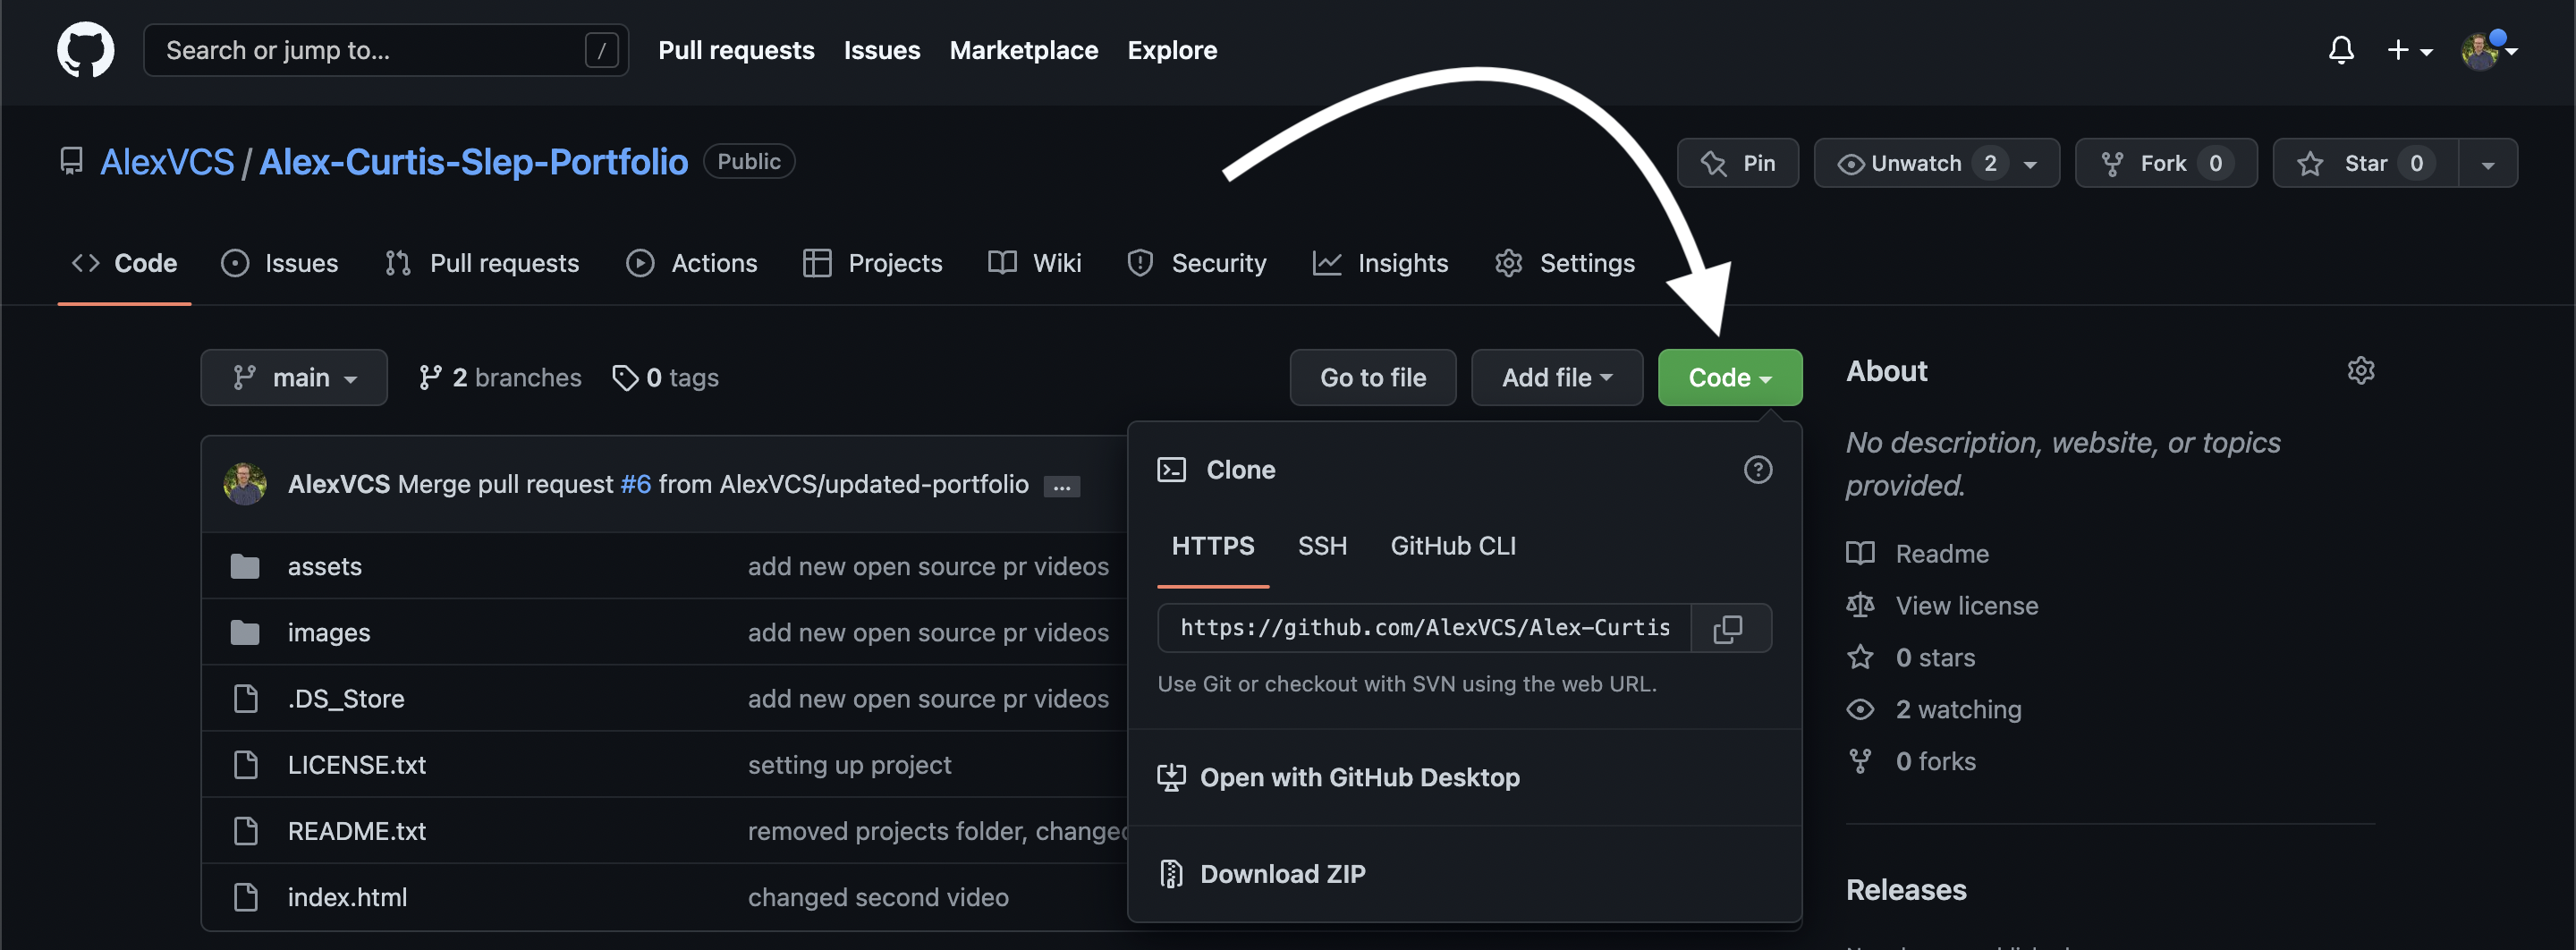 Search or jump to... / Pull requests Issues Marketplace Explore
AlexVCS / Alex-Curtis-Slep-Portfolio Public Pin Unwatch 2 Fork 0 Star 0
Code Issues Pull requests Actions Projects Wiki Security Insights Settings
main 2 branches 0 tags Go to file Add file Code
AlexVCS Merge pull request #6 from AlexVCS/updated-portfolio ...
assets add new open source pr videos
images add new open source pr videos
.DS_Store add new open source pr videos
LICENSE.txt setting up project
README.txt removed projects folder, changed
index.html changed second video
Clone
HTTPS SSH GitHub CLI
https://github.com/AlexVCS/Alex-Curtis
Use Git or checkout with SVN using the web URL.
Open with GitHub Desktop
Download ZIP
About
No description, website, or topics
provided.
Readme
View license
0 stars
2 watching
0 forks
Releases